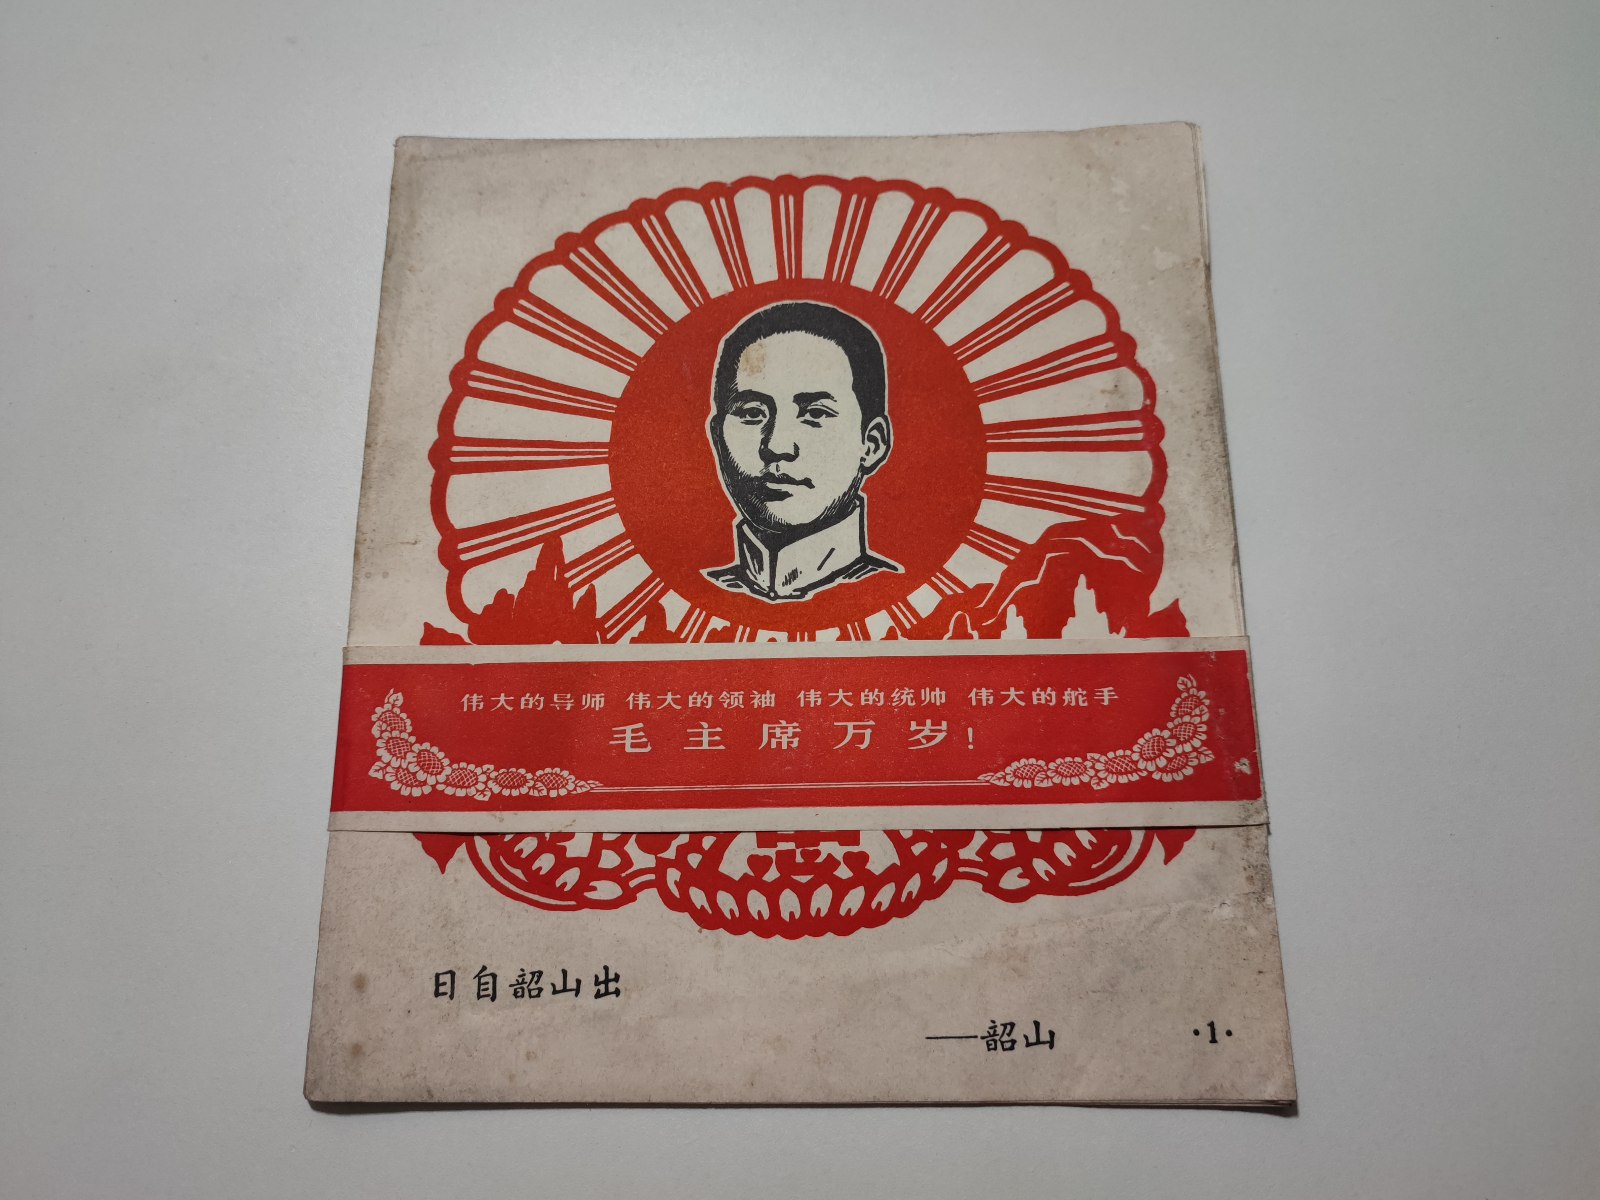 伟大的导师 伟大的领袖 伟大的统帅 伟大的舵手
毛主席万岁!
日自韶山出
——韶山
·1·